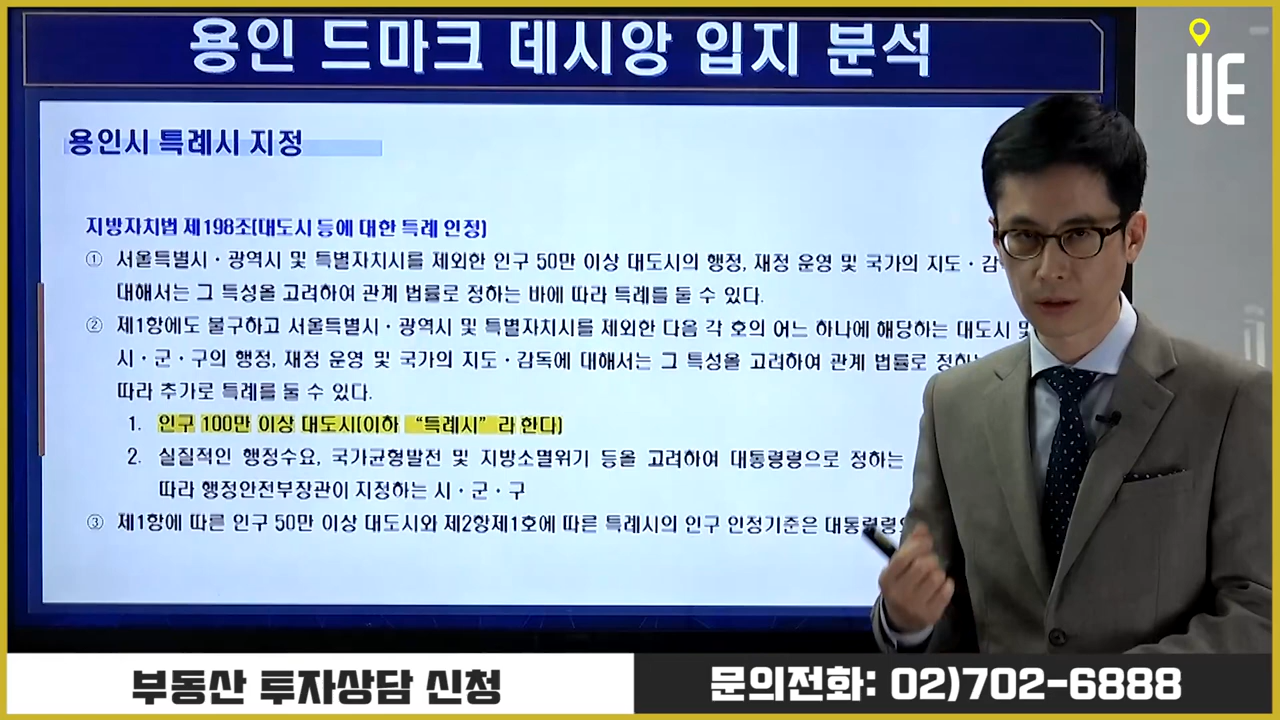 용인 드마크 데시앙 입지 분석
UE
용인시 특례시 지정
지방자치법 제198조(대도시 등에 대한 특례 인정)
① 서울특별시·광역시 및 특별자치시를 제외한 인구 50만 이상 대도시의 행정, 재정 운영 및 국가의 지도·감
대해서는 그 특성을 고려하여 관계 법률로 정하는 바에 따라 특례를 둘 수 있다.
② 제1항에도 불구하고 서울특별시·광역시 및 특별자치시를 제외한 다음 각 호의 어느 하나에 해당하는 대도시 및
시·군·구의 행정, 재정 운영 및 국가의 지도·감독에 대해서는 그 특성을 고려하여 관계 법률로 정하는
따라 추가로 특례를 둘 수 있다.
1. 인구 100만 이상 대도시(이하 “특례시”라 한다)
2. 실질적인 행정수요, 국가균형발전 및 지방소멸위기 등을 고려하여 대통령령으로 정하는
따라 행정안전부장관이 지정하는 시·군·구
③ 제1항에 따른 인구 50만 이상 대도시와 제2항제1호에 따른 특례시의 인구 인정기준은 대통령령
부동산 투자상담 신청
문의전화: 02)702-6888